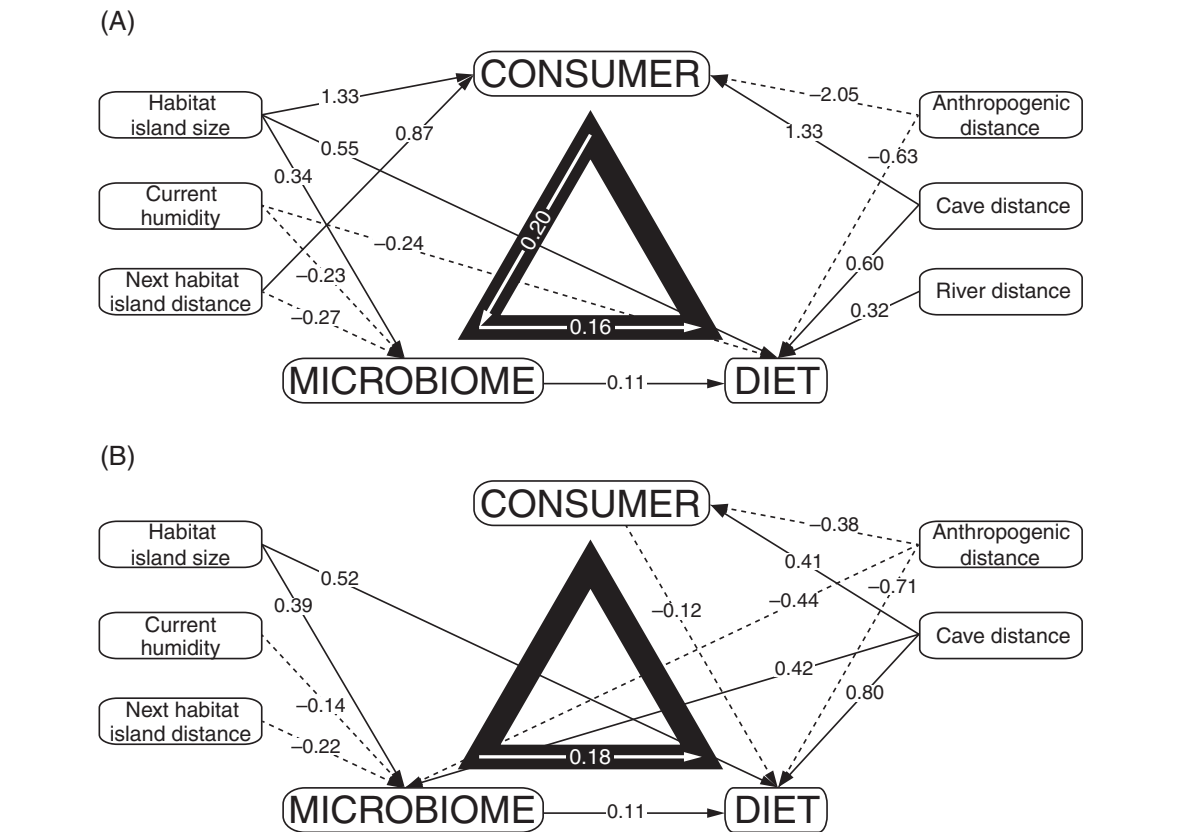 (A)
CONSUMER
Habitat
island size
Anthropogenic
distance
1.33
–2.05
0.87
1.33
0.55
–0.63
0.34
Current
humidity
Cave distance
0.20
–0.24
0.60
–0.23
Next habitat
island distance
River distance
–0.27
0.32
0.16
MICROBIOME
0.11
DIET
(B)
CONSUMER
Habitat
island size
Anthropogenic
distance
–0.38
0.41
0.52
–0.71
0.39
–0.44
–0.12
Current
humidity
Cave distance
0.42
0.80
–0.14
Next habitat
island distance
–0.22
0.18
MICROBIOME
0.11
DIET